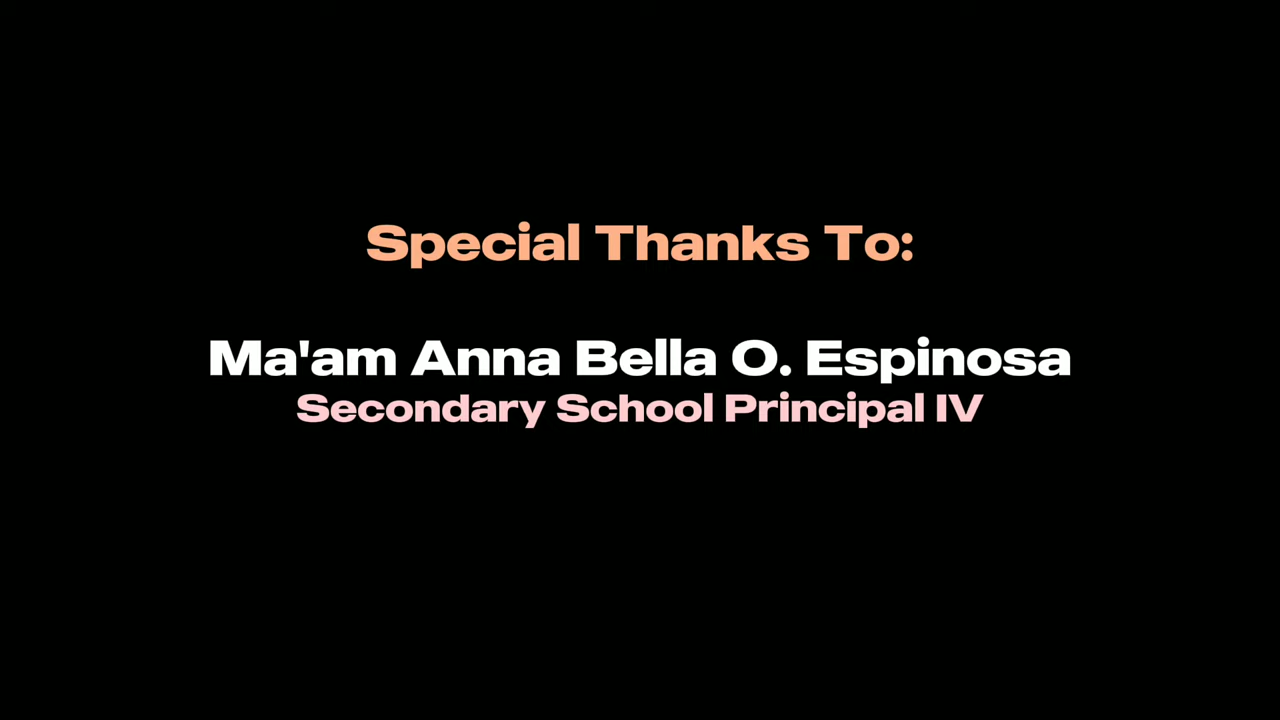 Special Thanks To:
Ma'am Anna Bella O. Espinosa
Secondary School Principal IV